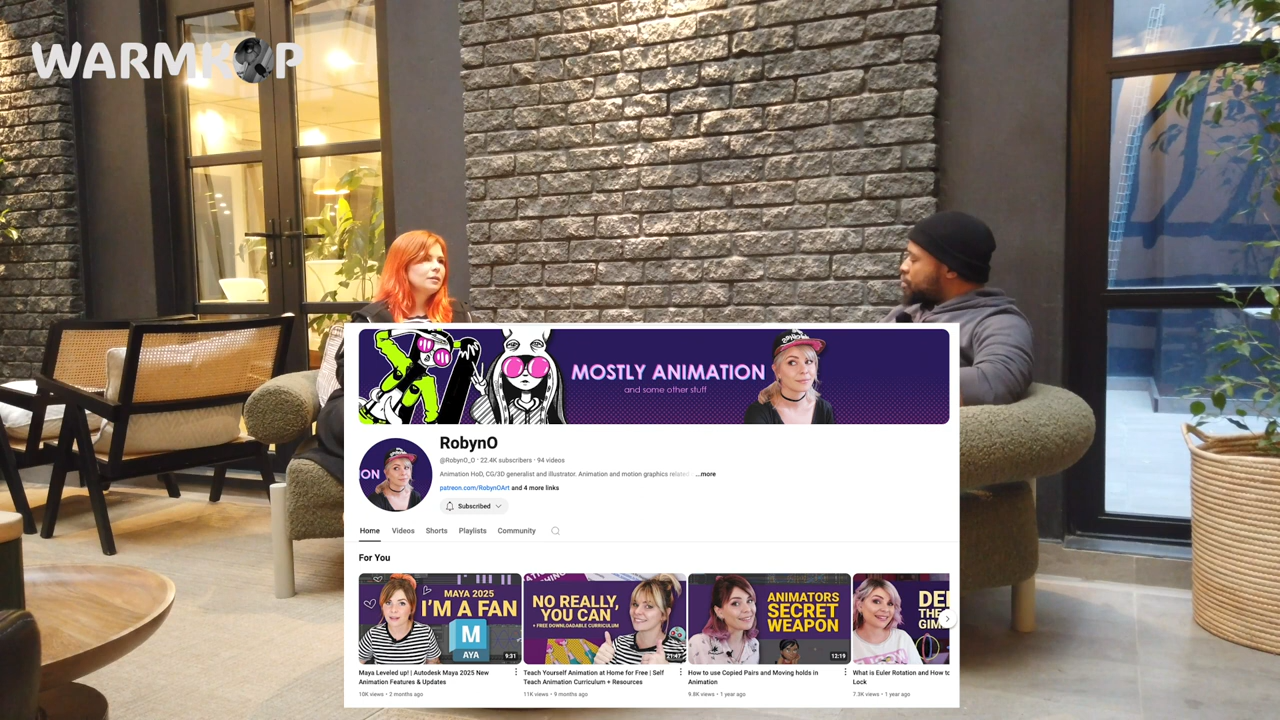 WARMKOP
MOSTLY ANIMATION
and some other stuff
RobynO
@RobynO_O · 22.4K subscribers · 94 videos
Animation HoD, CG/3D generalist and illustrator. Animation and motion graphics related ...more
patreon.com/RobynOArt and 4 more links
Subscribed
Home Videos Shorts Playlists Community
For You
MAYA 2025
I'M A FAN
M
AYA
9:31
NO REALLY,
YOU CAN
+ FREE DOWNLOADABLE CURRICULUM
21:47
ANIMATORS
SECRET
WEAPON
12:19
DE
THE
GIM
Maya Leveled up! | Autodesk Maya 2025 New
Animation Features & Updates
10K views • 2 months ago
Teach Yourself Animation at Home for Free | Self
Teach Animation Curriculum + Resources
11K views • 9 months ago
How to use Copied Pairs and Moving holds in
Animation
9.8K views • 1 year ago
What is Euler Rotation and How to
Lock
7.3K views • 1 year ago